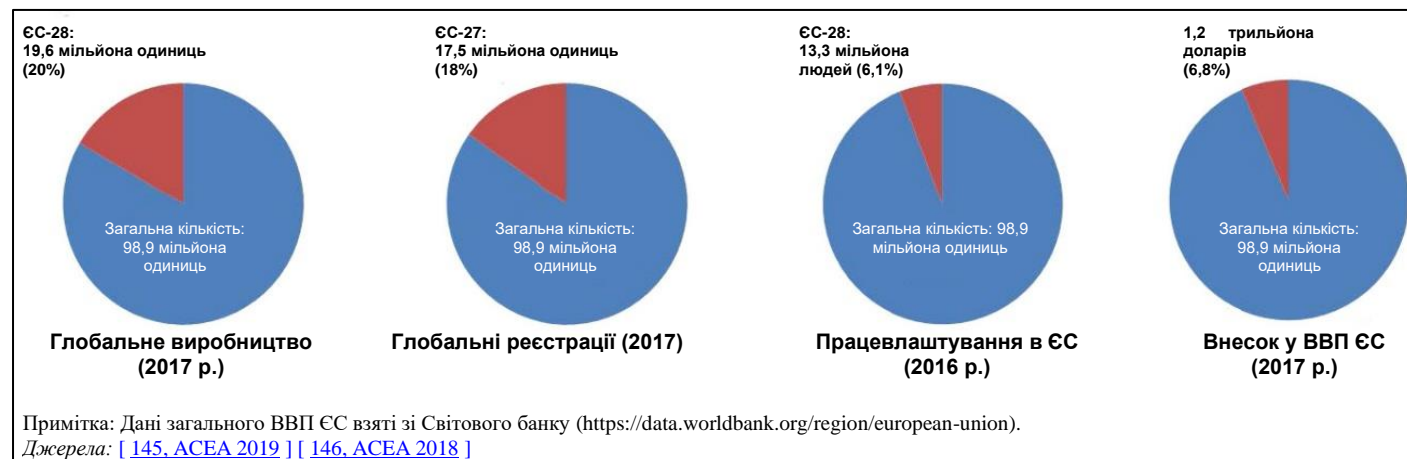 ЄС-28:
19,6 мільйона одиниць
(20%)
ЄС-27:
17,5 мільйона одиниць
(18%)
ЄС-28:
13,3 мільйона
людей (6,1%)
1,2 трильйона
доларів
(6,8%)
Загальна кількість:
98,9 мільйона
одиниць
Загальна кількість:
98,9 мільйона
одиниць
Загальна кількість: 98,9
мільйона одиниць
Загальна кількість:
98,9 мільйона
одиниць
Глобальне виробництво
(2017 р.)
Глобальні реєстрації (2017)
Працевлаштування в ЄС
(2016 р.)
Внесок у ВВП ЄС
(2017 р.)
Примітка: Дані загального ВВП ЄС взяті зі Світового банку (https://data.worldbank.org/region/european-union).
Джерела: [ 145, ACEA 2019 ] [ 146, ACEA 2018 ]